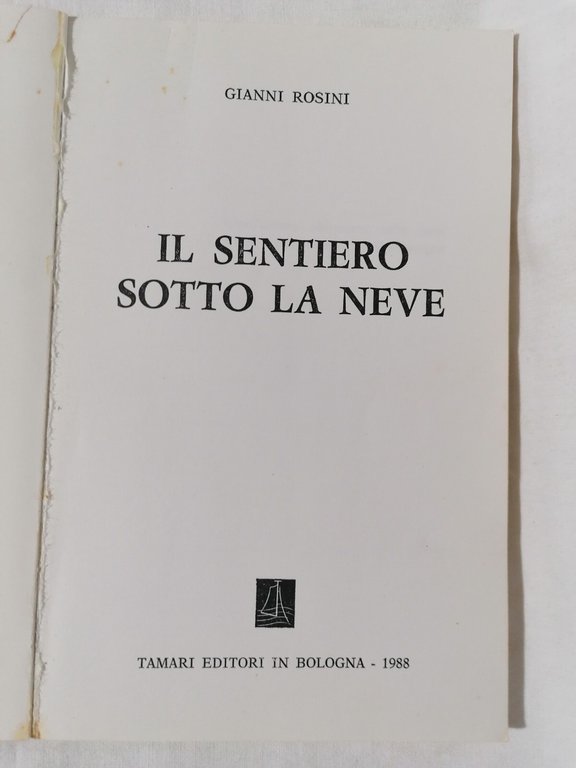 GIANNI ROSINI
IL SENTIERO
SOTTO LA NEVE
TAMARI EDITORI IN BOLOGNA - 1988